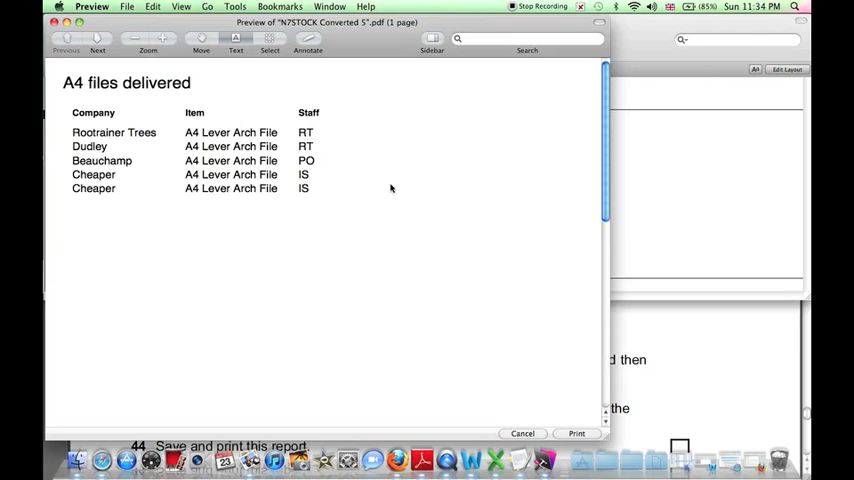 Preview File Edit View Go Tools Bookmarks Window Help Stop Recording (85%) Sun 11:34 PM
Preview of "N7STOCK Converted 5".pdf (1 page)
Previous Next Zoom Move Text Select Annotate Sidebar Search
Edit Layout
A4 files delivered
Company Item Staff
Rootrainer Trees A4 Lever Arch File RT
Dudley A4 Lever Arch File RT
Beauchamp A4 Lever Arch File PO
Cheaper A4 Lever Arch File IS
Cheaper A4 Lever Arch File IS
d then
the
Cancel Print
44 Save and print this report
23